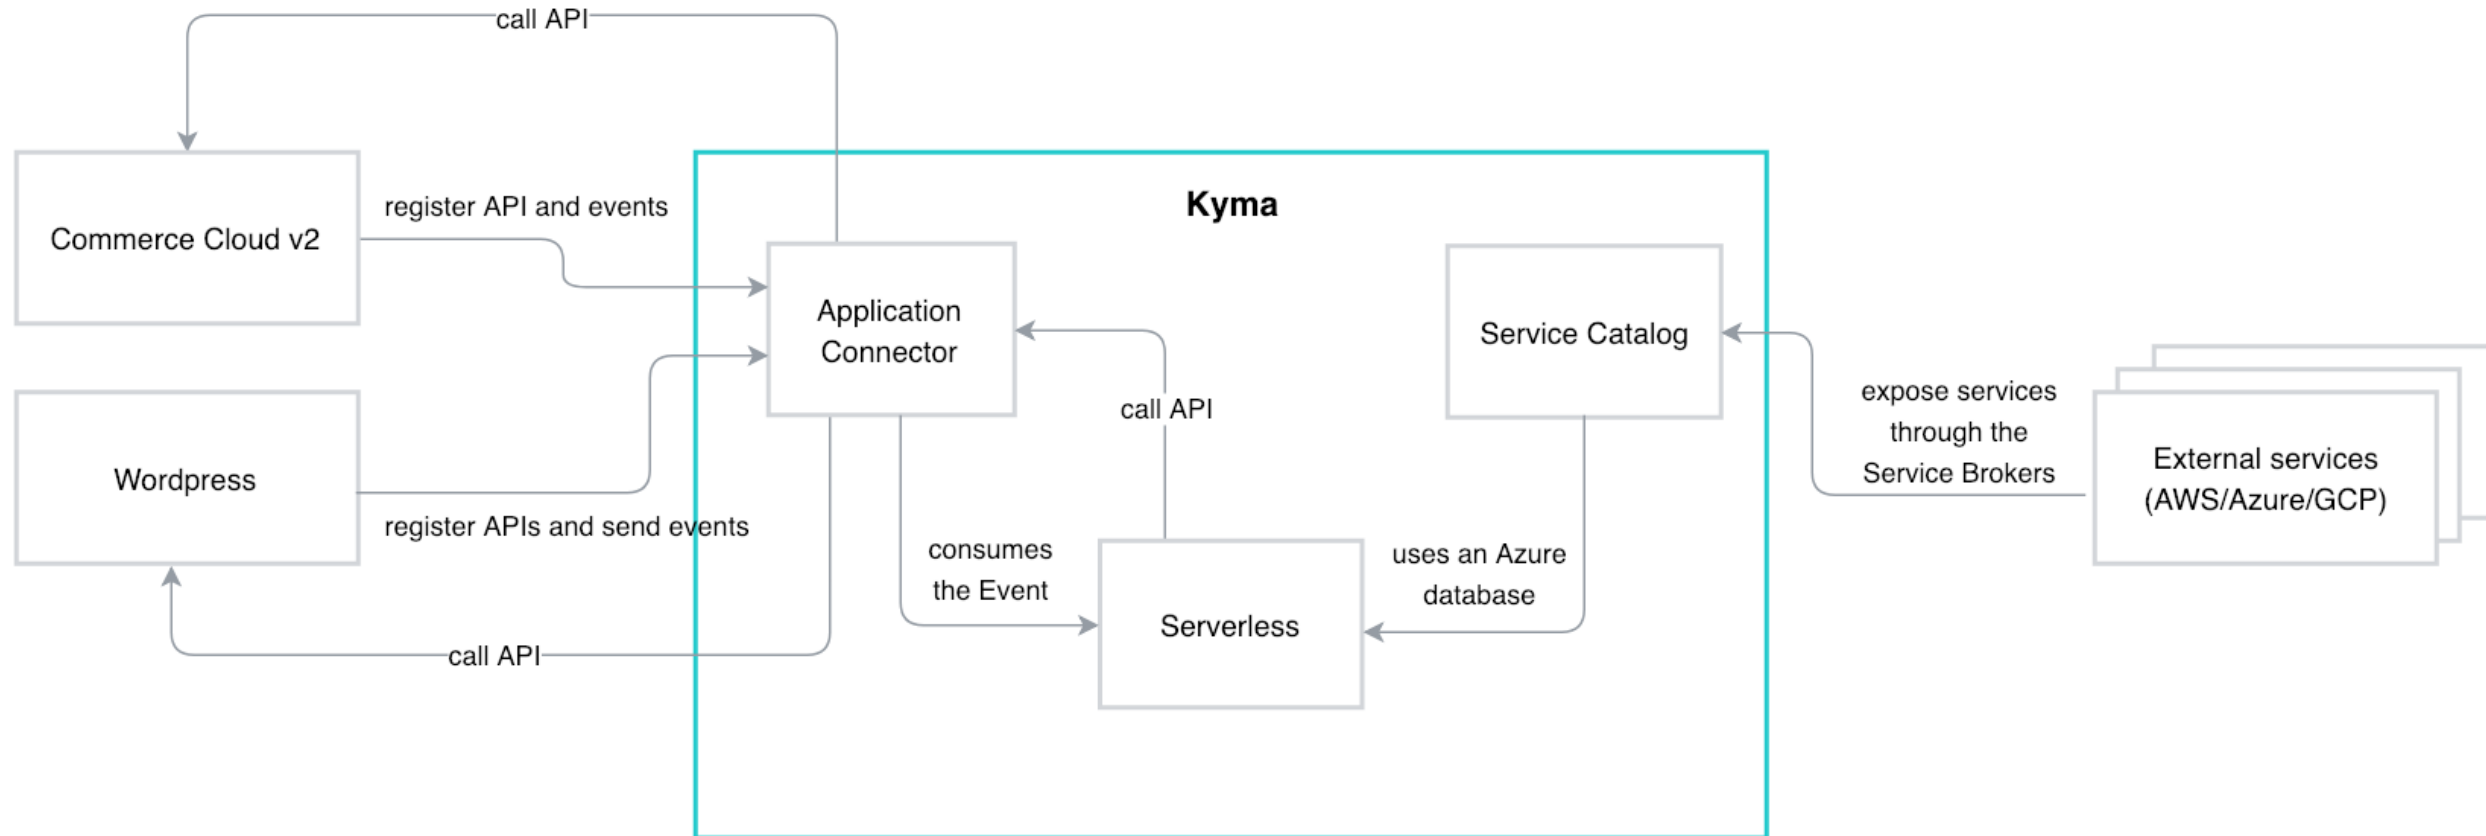 call API
Kyma
register API and events
Commerce Cloud v2
Application
Connector
Service Catalog
call API
expose services
through the
Service Brokers
External services
(AWS/Azure/GCP)
Wordpress
register APIs and send events
consumes
the Event
uses an Azure
database
Serverless
call API